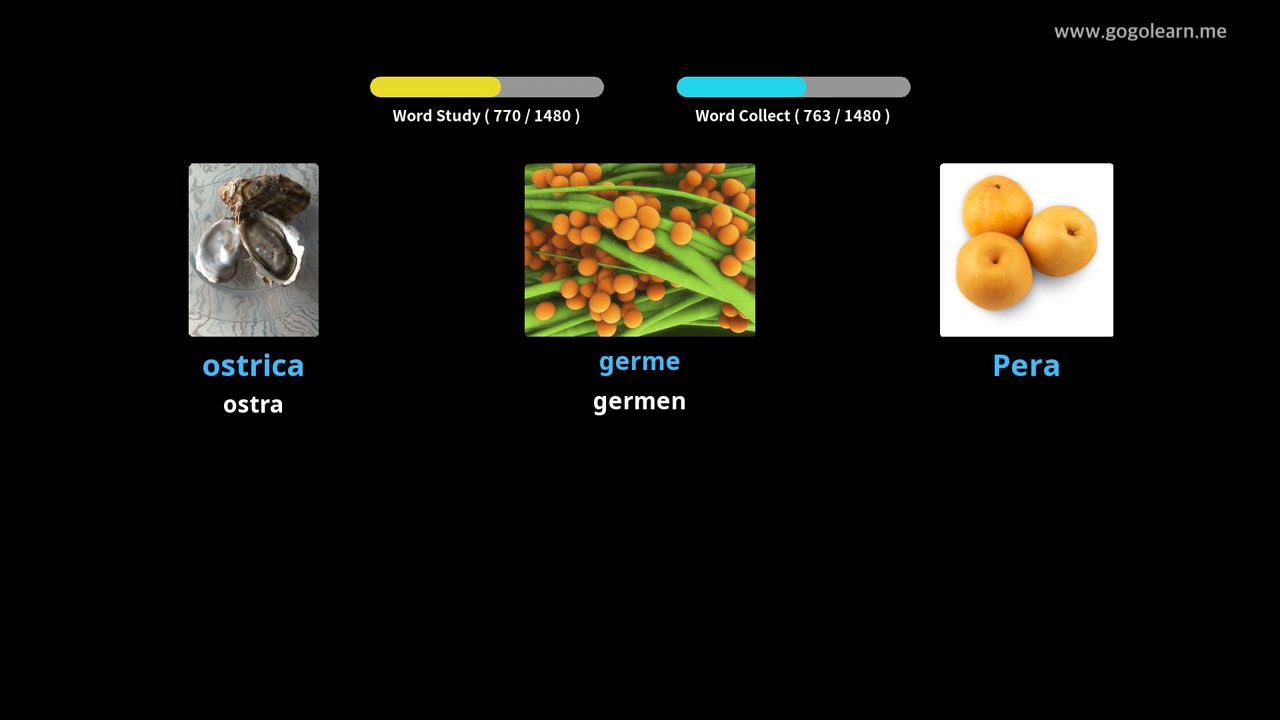 www.gogolearn.me
Word Study ( 770 / 1480 )
Word Collect ( 763 / 1480 )
ostrica
ostra
germe
germen
Pera